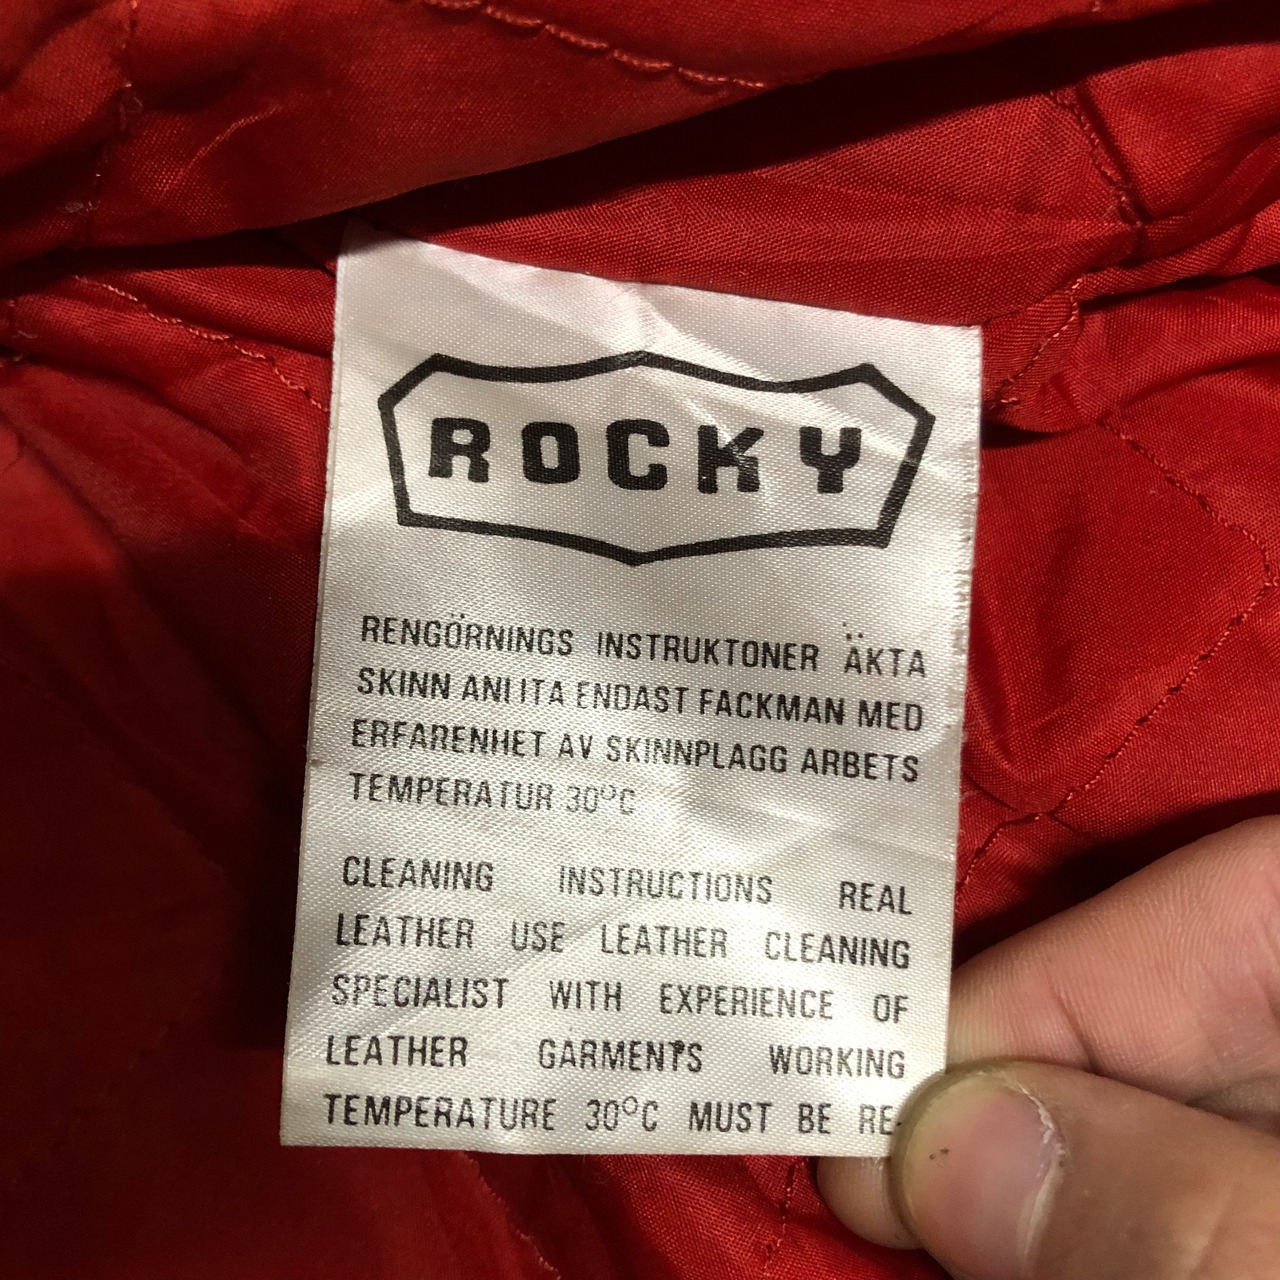 ROCKY
RENGÖRNINGS INSTRUKTONER ÄKTA
SKINN ANLITA ENDAST FACKMAN MED
ERFARENHET AV SKINNPLAGG ARBETS
TEMPERATUR 30°C
CLEANING INSTRUCTIONS REAL
LEATHER USE LEATHER CLEANING
SPECIALIST WITH EXPERIENCE OF
LEATHER GARMENTS WORKING
TEMPERATURE 30°C MUST BE RE-